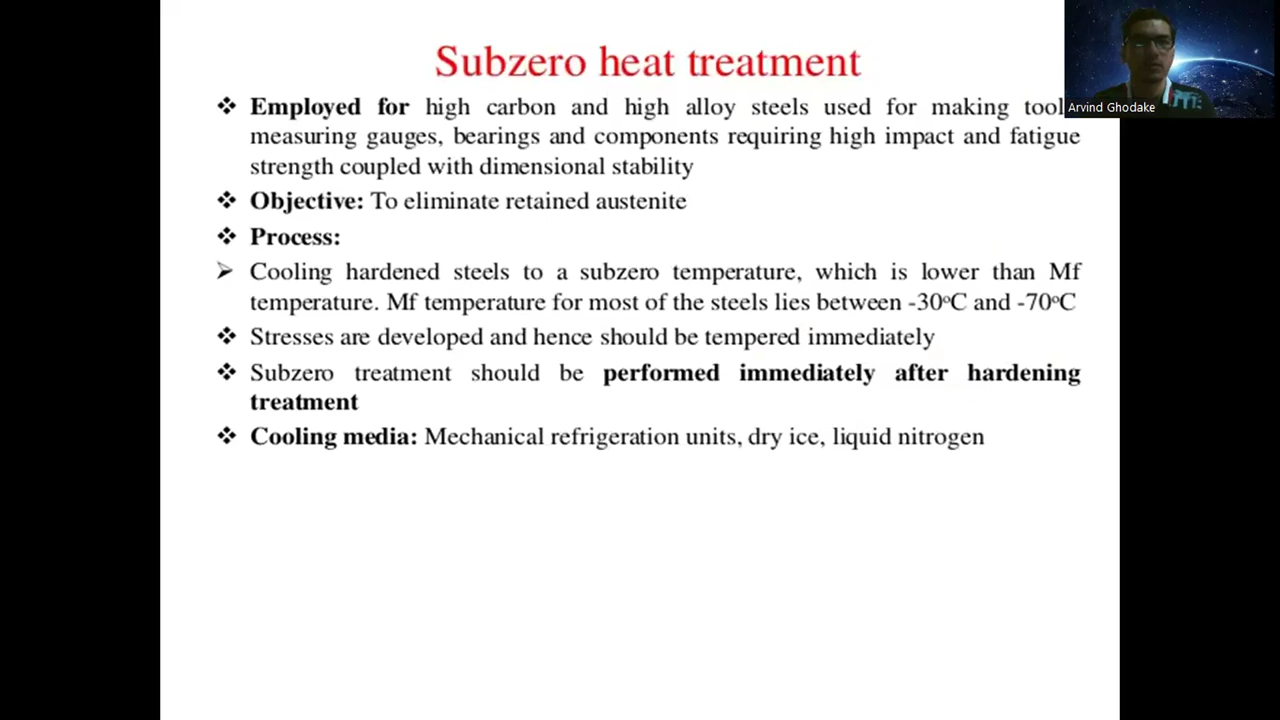 Subzero heat treatment
❖ Employed for high carbon and high alloy steels used for making tool
measuring gauges, bearings and components requiring high impact and fatigue
strength coupled with dimensional stability
❖ Objective: To eliminate retained austenite
❖ Process:
➢ Cooling hardened steels to a subzero temperature, which is lower than Mf
temperature. Mf temperature for most of the steels lies between -30°C and -70°C
❖ Stresses are developed and hence should be tempered immediately
❖ Subzero treatment should be performed immediately after hardening
treatment
❖ Cooling media: Mechanical refrigeration units, dry ice, liquid nitrogen
Arvind Ghodake